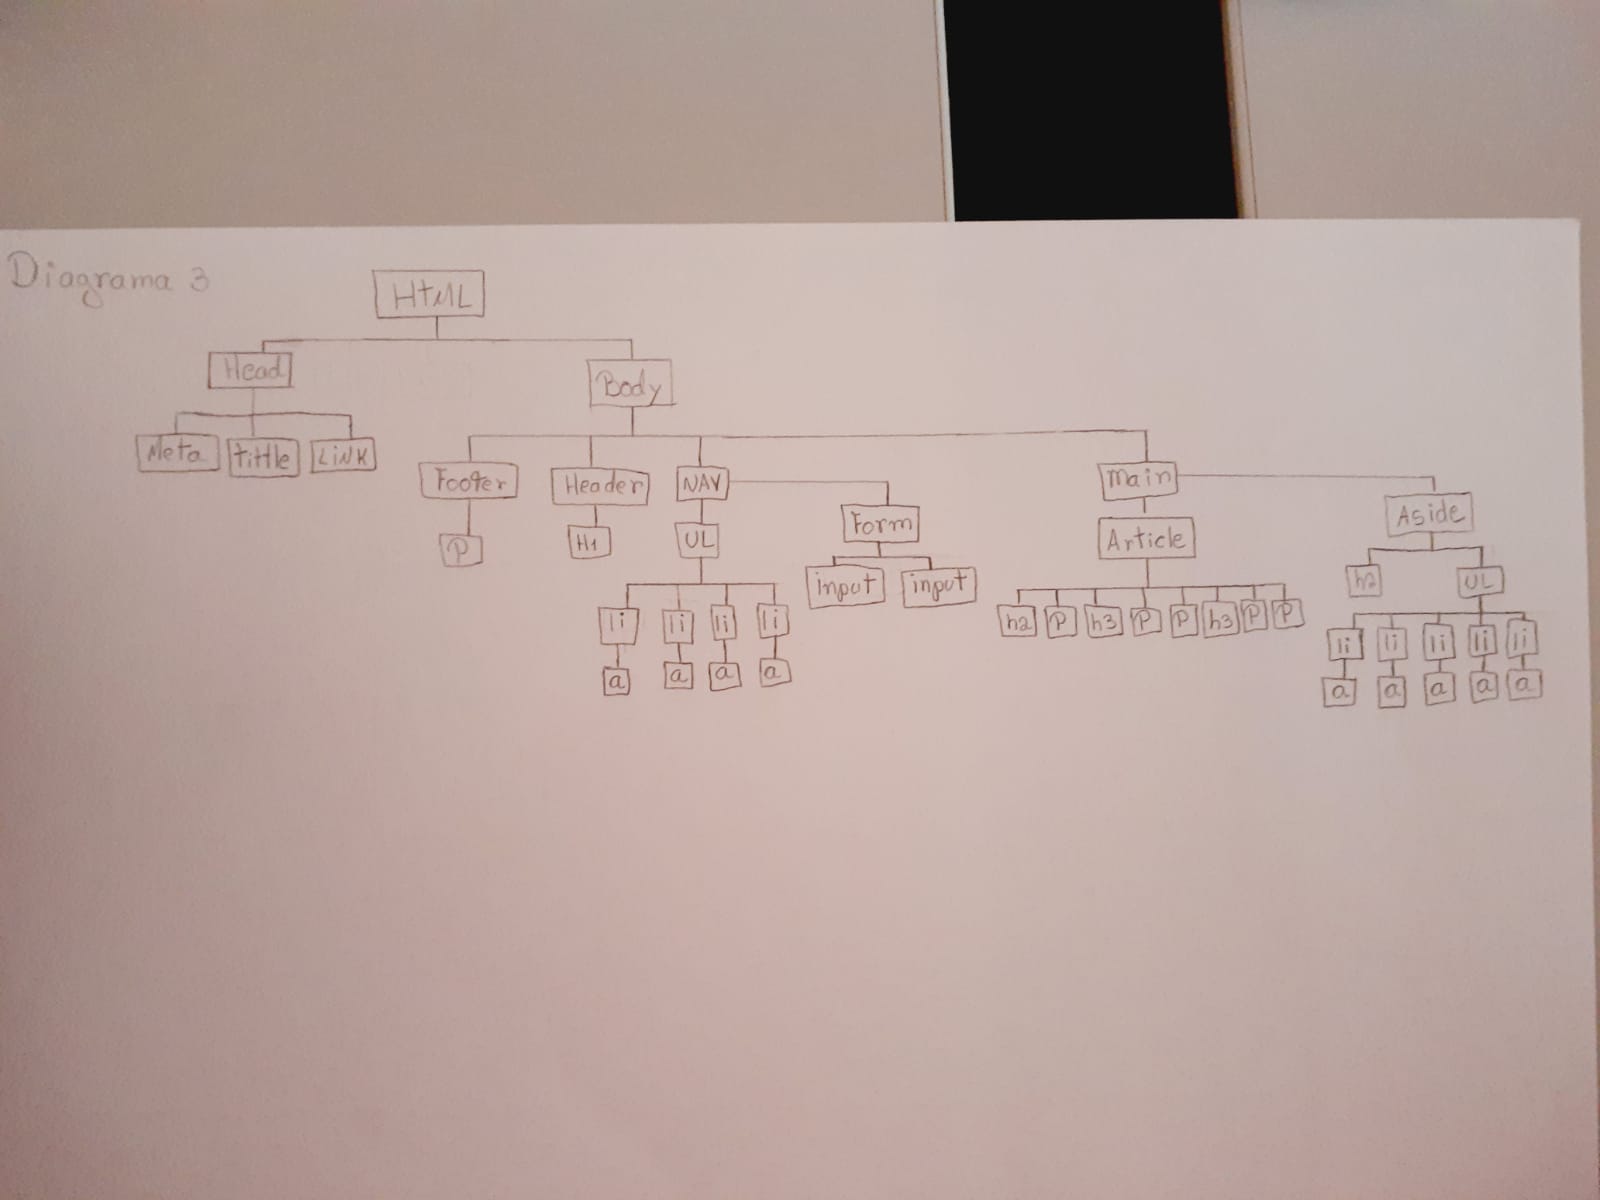 Diagrama 3
HTML
Head Body
Meta tittle LiNK
Footer Header NAV Main
Form Article Aside
P H1 UL
input input
h2 P h3 P P h3 P P
h2 UL
li li li li
a a a a
li li li li li
a a a a a